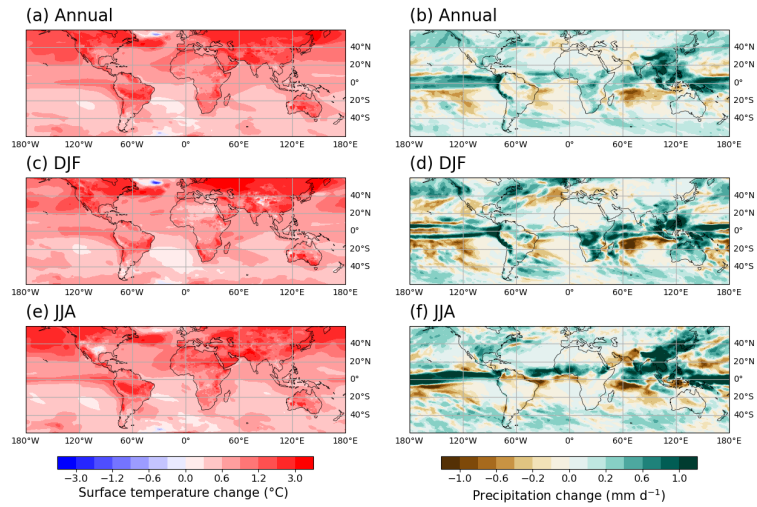 (a) Annual
(b) Annual
40°N
20°N
0°
20°S
40°S
180°W 120°W 60°W 0° 60°E 120°E 180°E
40°N
20°N
0°
20°S
40°S
180°W 120°W 60°W 0° 60°E 120°E 180°E
(c) DJF
(d) DJF
40°N
20°N
0°
20°S
40°S
180°W 120°W 60°W 0° 60°E 120°E 180°E
40°N
20°N
0°
20°S
40°S
180°W 120°W 60°W 0° 60°E 120°E 180°E
(e) JJA
(f) JJA
40°N
20°N
0°
20°S
40°S
180°W 120°W 60°W 0° 60°E 120°E 180°E
40°N
20°N
0°
20°S
40°S
180°W 120°W 60°W 0° 60°E 120°E 180°E
−3.0 −1.2 −0.6 0.0 0.6 1.2 3.0
Surface temperature change (°C)
−1.0 −0.6 −0.2 0.0 0.2 0.6 1.0
Precipitation change (mm d⁻¹)